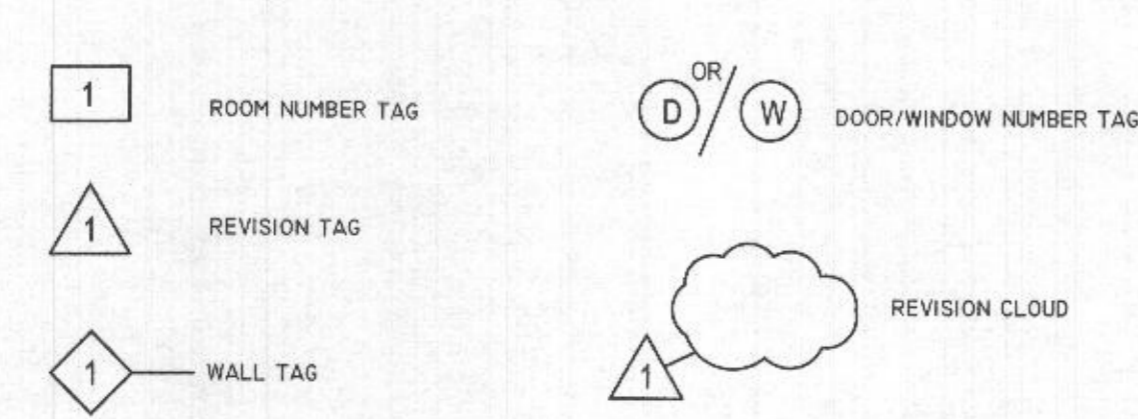 1 ROOM NUMBER TAG
D OR W DOOR/WINDOW NUMBER TAG
1 REVISION TAG
REVISION CLOUD
1
1 WALL TAG